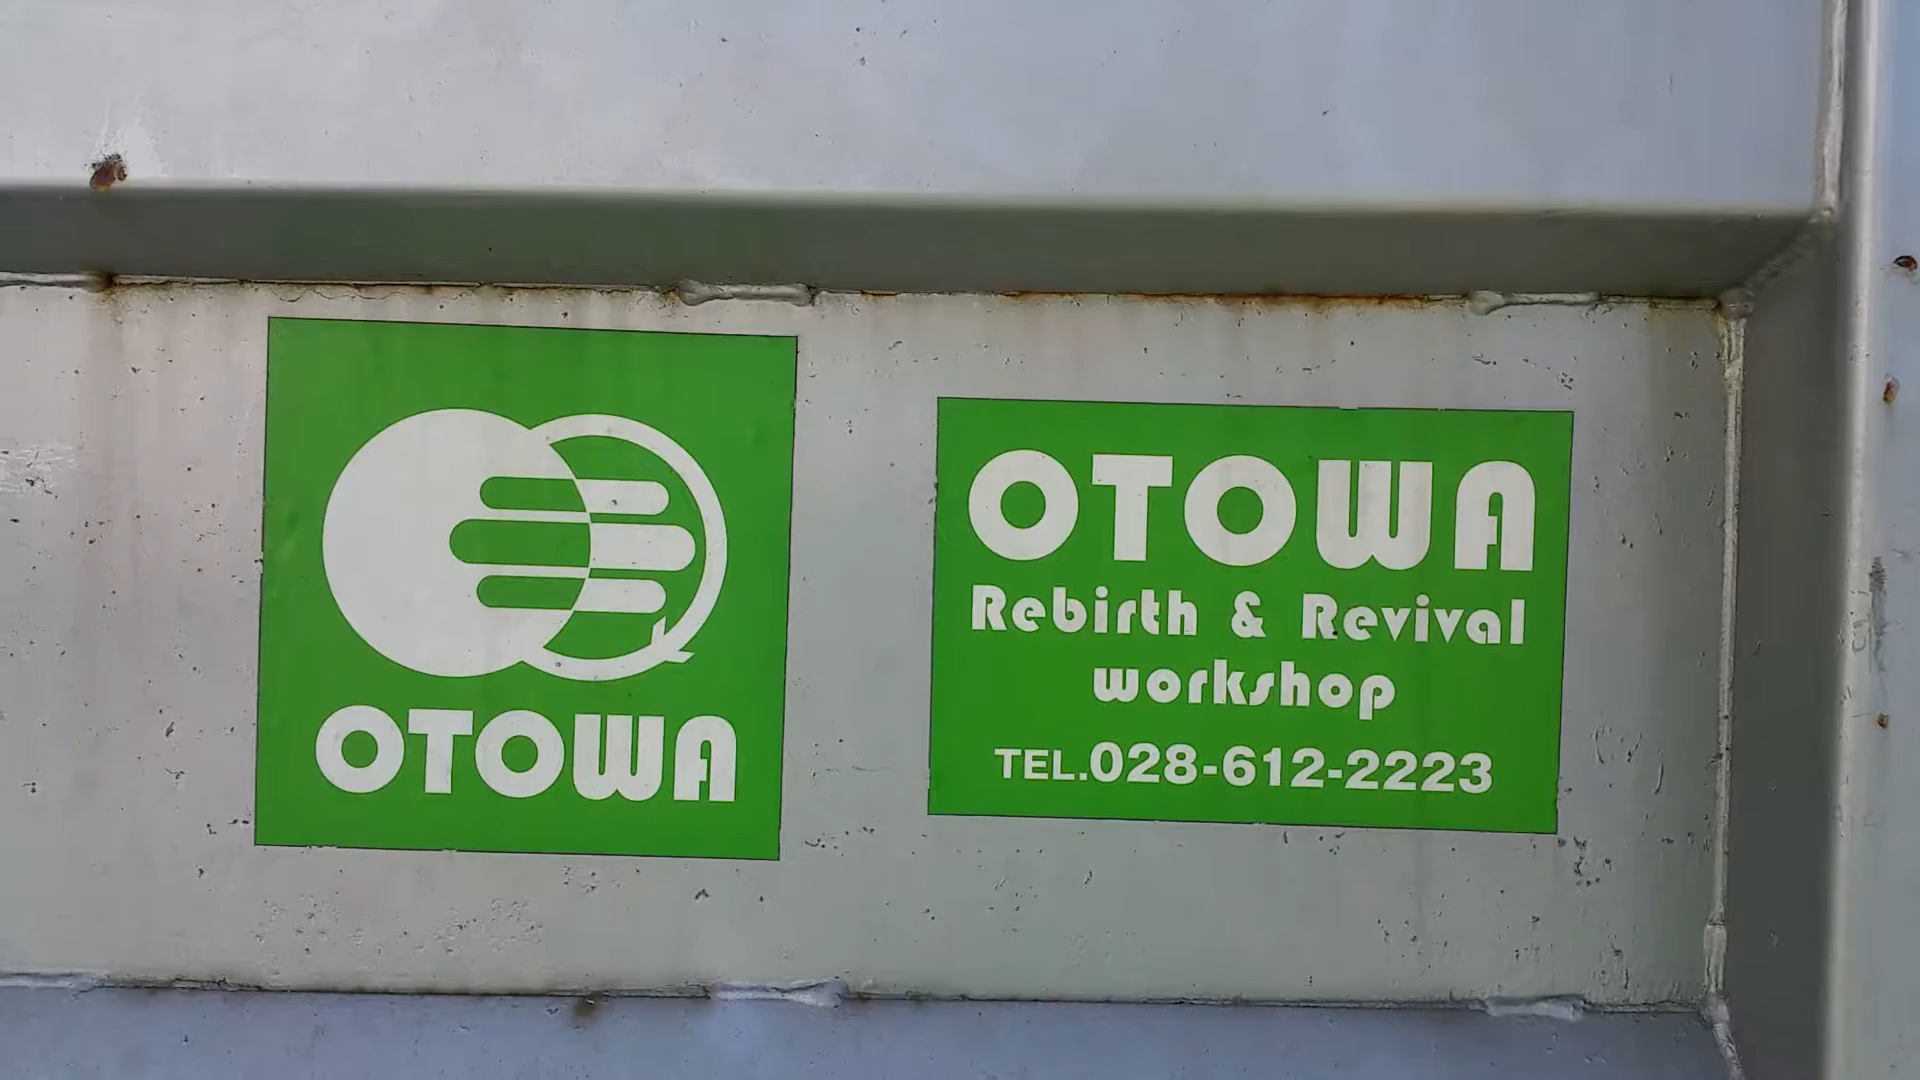 OTOWA
OTOWA
Rebirth & Revival
workshop
TEL.028-612-2223